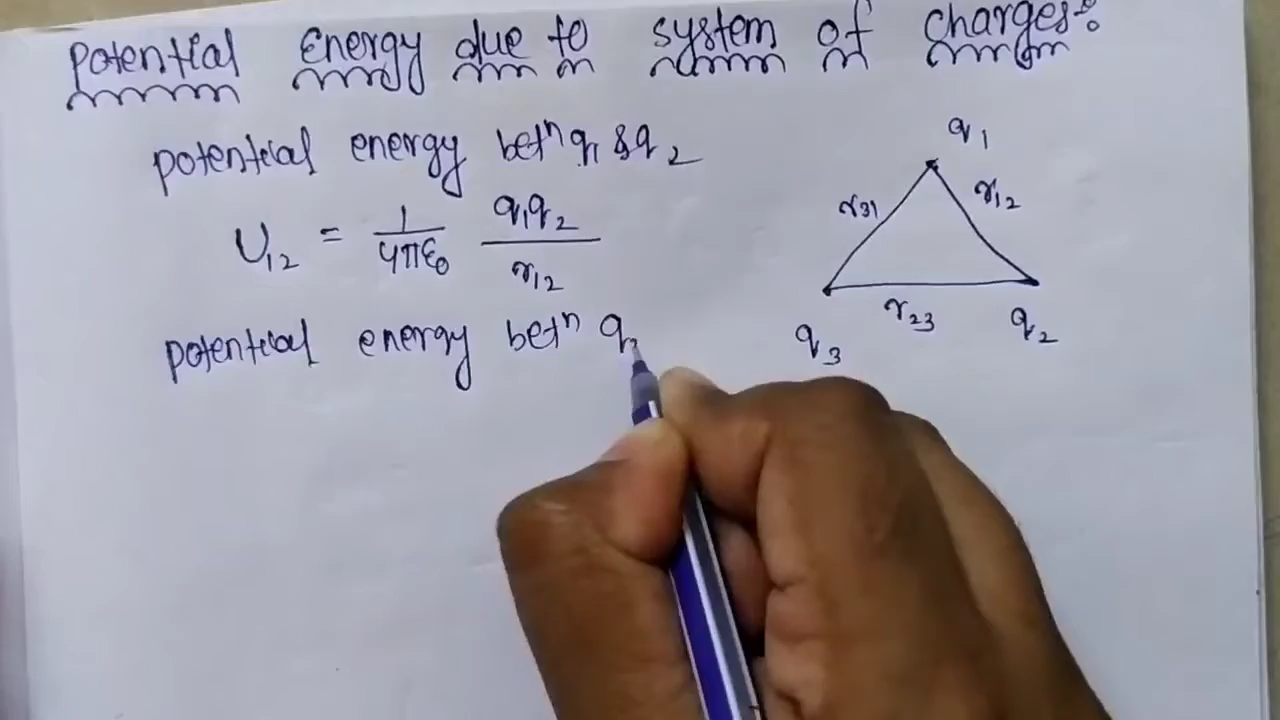 Potential Energy due to system of charges:
potential energy betⁿ q1 & q2
U12 = 1/4πε0 q1q2/r12
potential energy betⁿ q
q1
r31
r12
r23
q3
q2